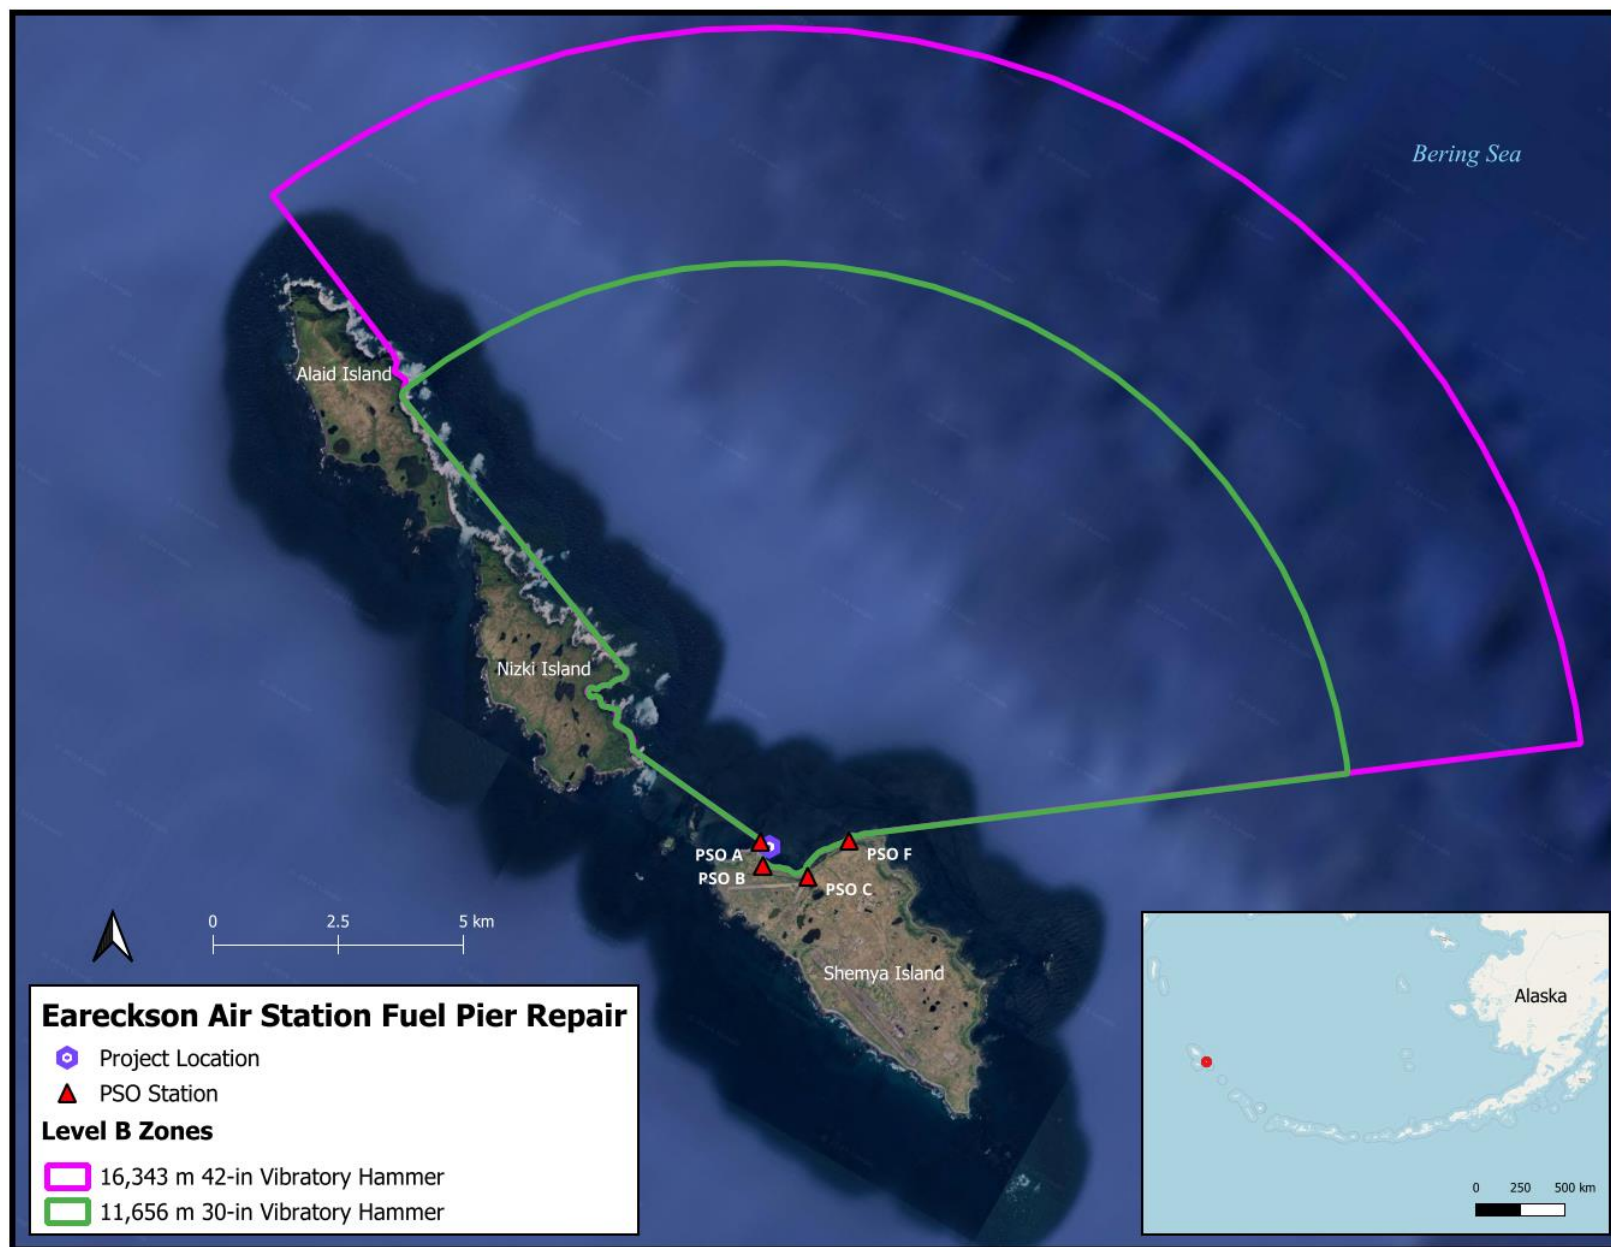 Bering Sea
Alaid Island
Nizki Island
PSO A
PSO F
PSO B
PSO C
0 2.5 5 km
Shemya Island
Eareckson Air Station Fuel Pier Repair
Project Location
PSO Station
Level B Zones
16,343 m 42-in Vibratory Hammer
11,656 m 30-in Vibratory Hammer
Alaska
0 250 500 km